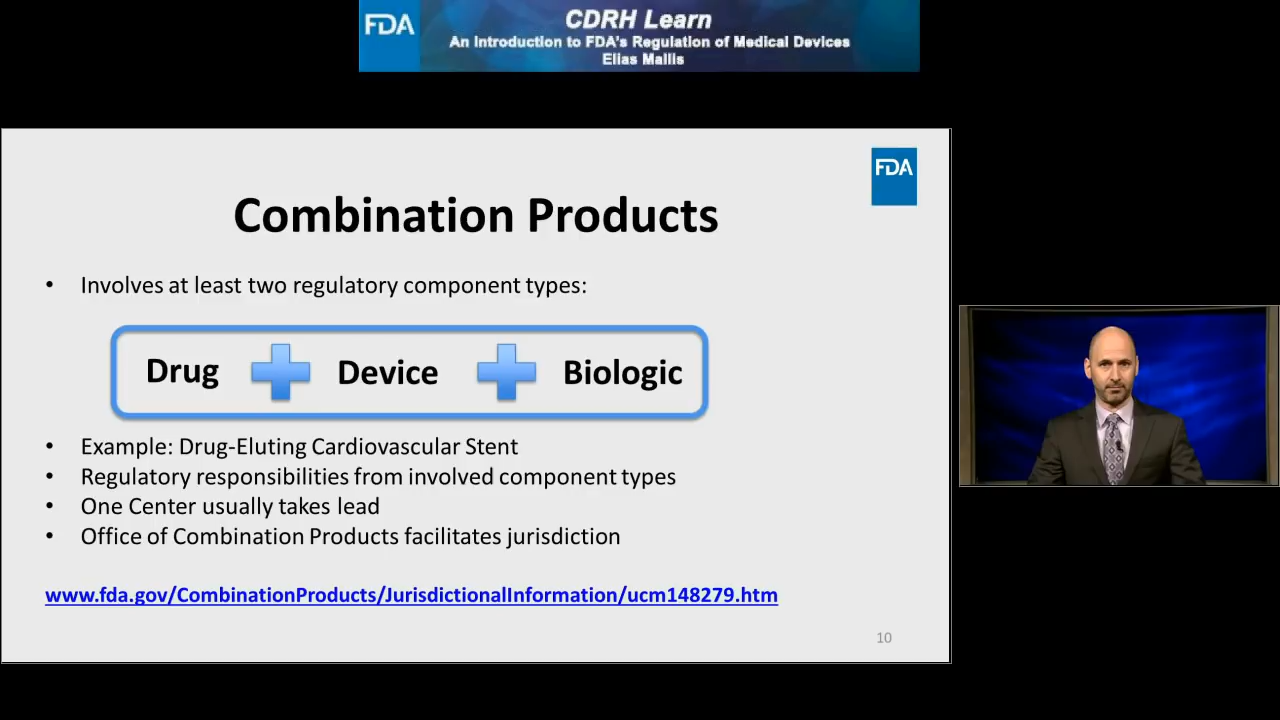 FDA
CDRH Learn
An Introduction to FDA's Regulation of Medical Devices
Elias Mallis
FDA
Combination Products
• Involves at least two regulatory component types:
Drug + Device + Biologic
• Example: Drug-Eluting Cardiovascular Stent
• Regulatory responsibilities from involved component types
• One Center usually takes lead
• Office of Combination Products facilitates jurisdiction
www.fda.gov/CombinationProducts/JurisdictionalInformation/ucm148279.htm
10